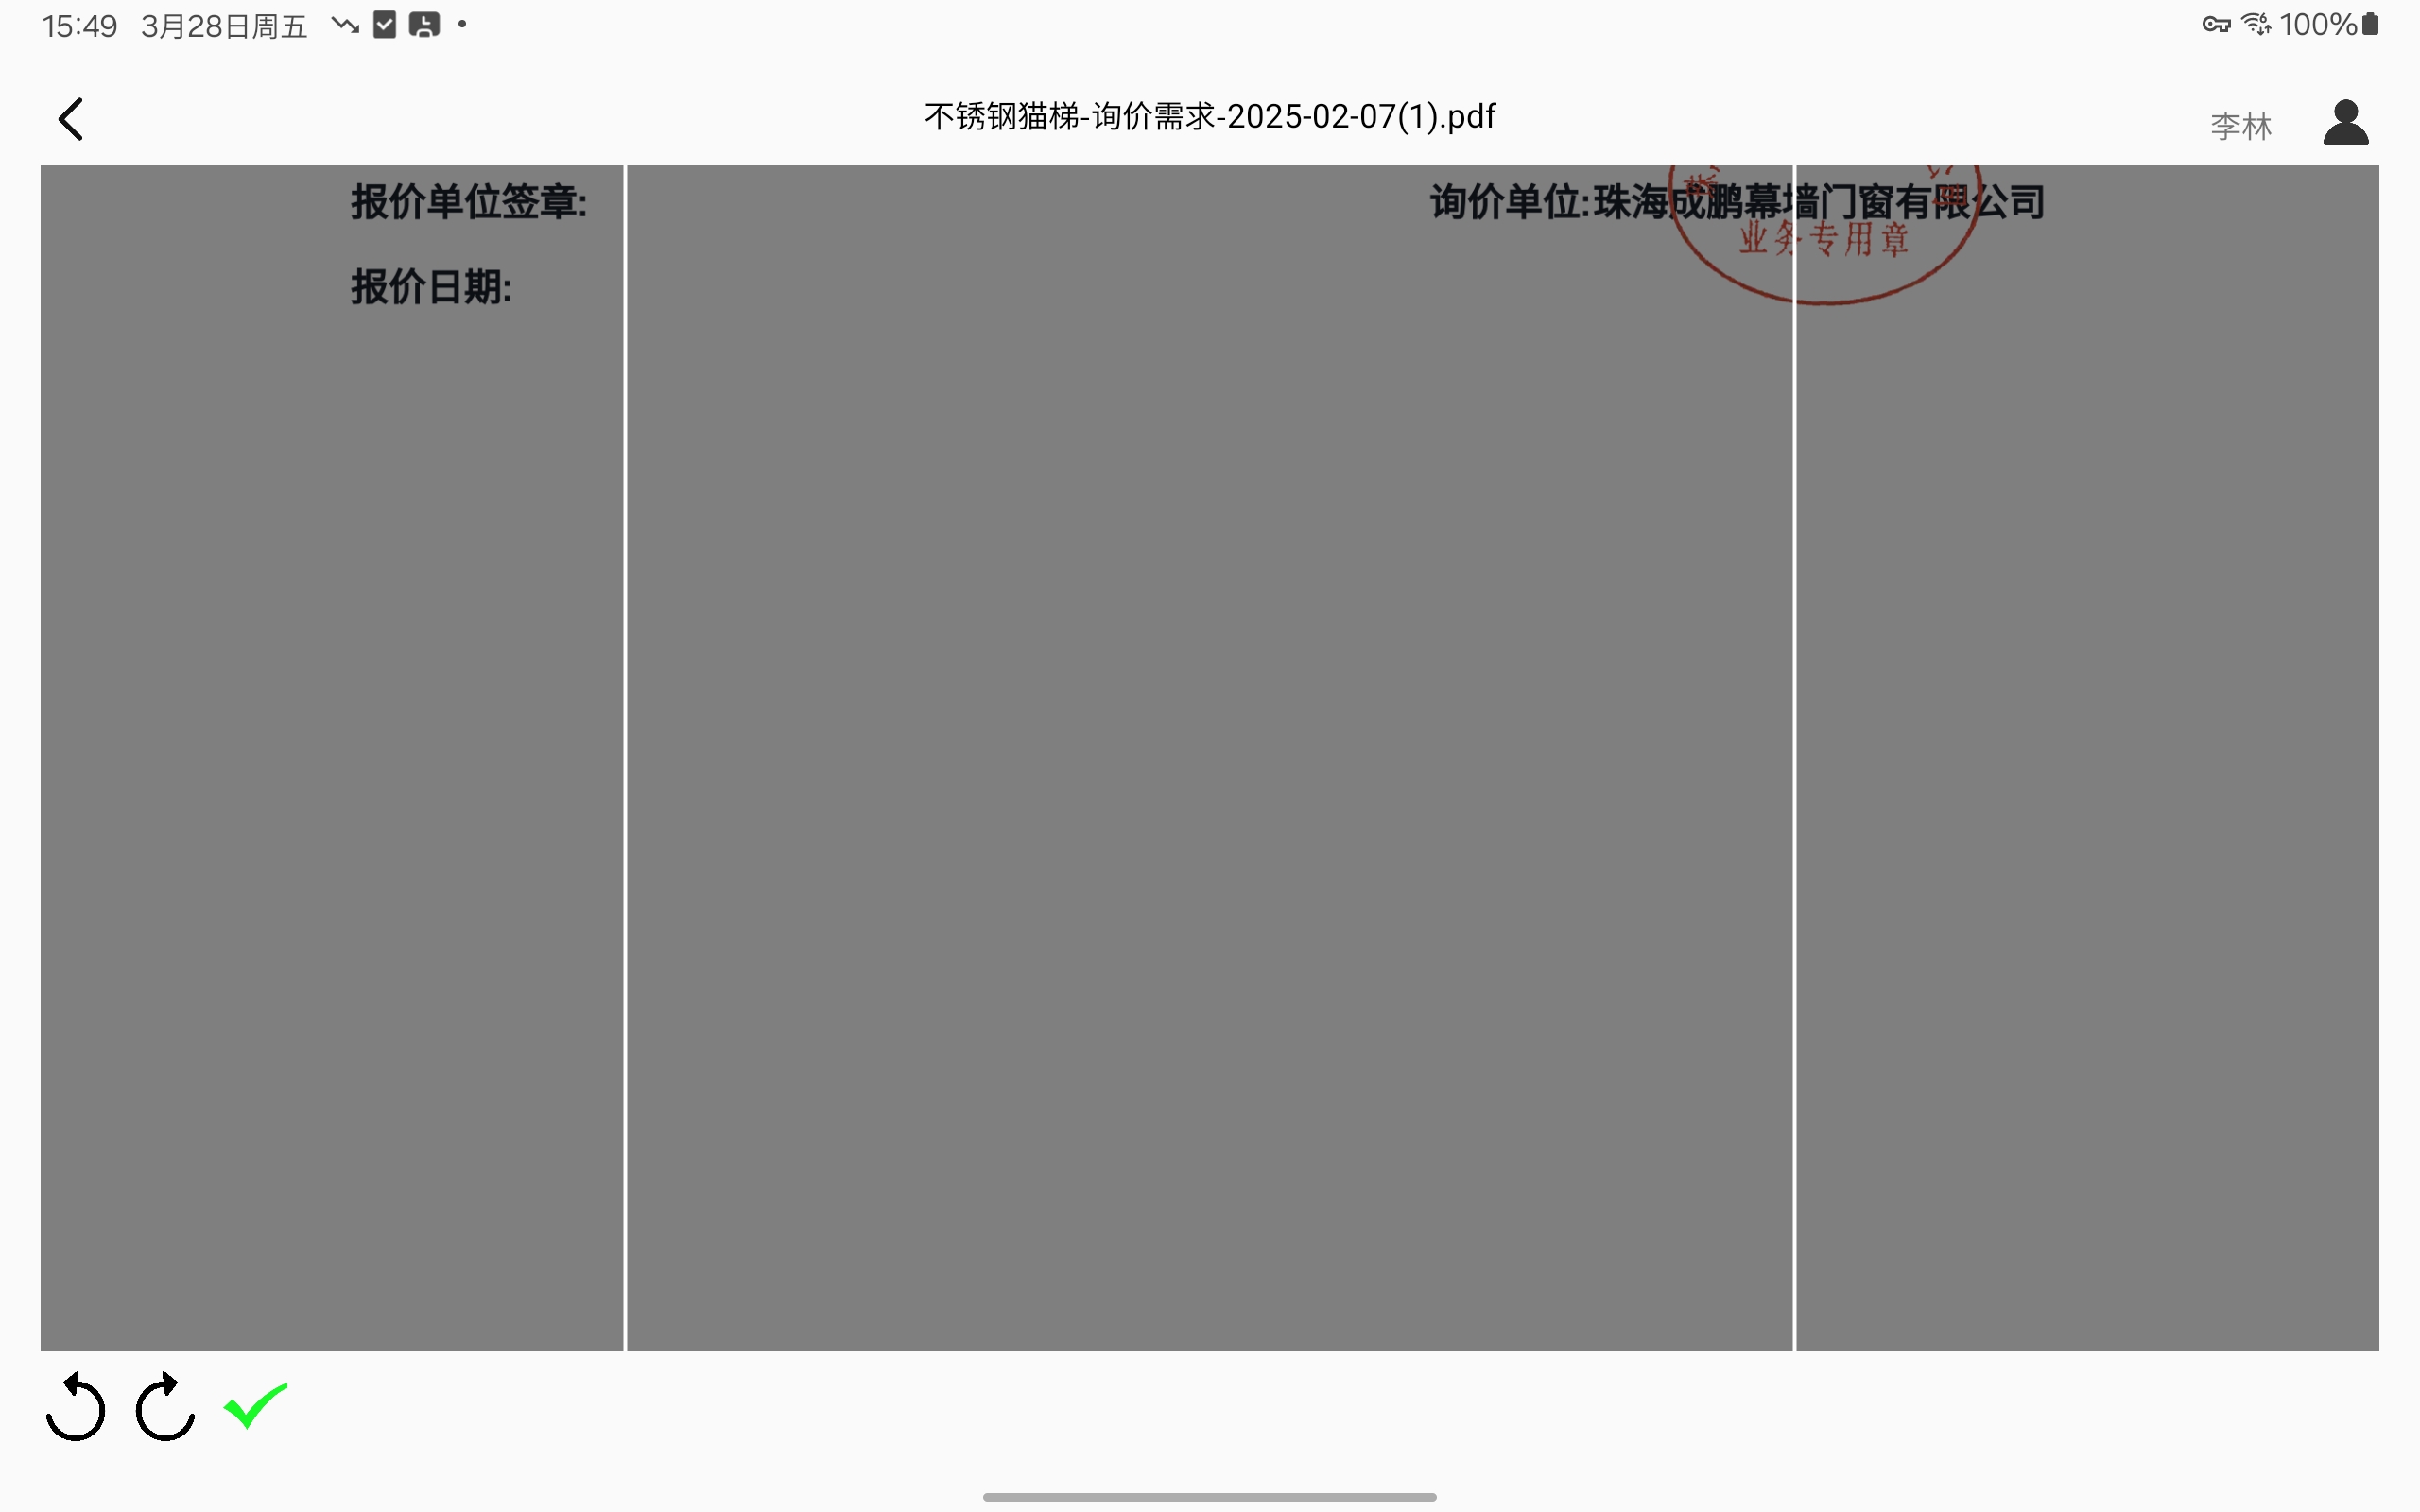 15:49 3月28日周五
100%
不锈钢猫梯-询价需求-2025-02-07(1).pdf
李林
报价单位签章:
询价单位:珠海成鹏幕墙门窗有限公司
业务专用章
报价日期: